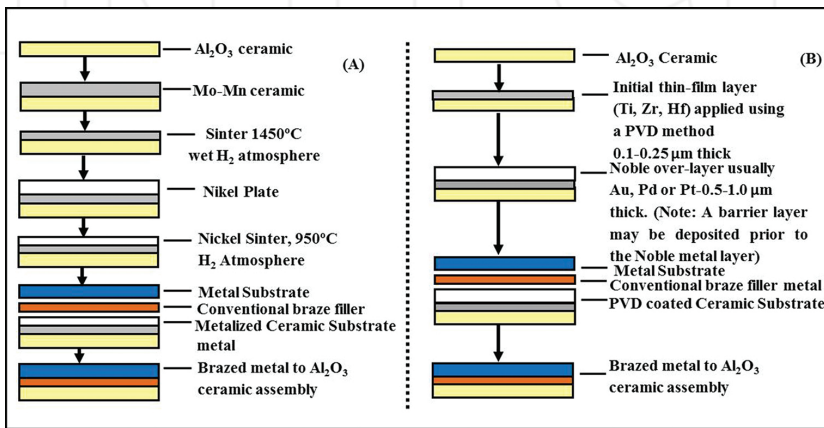 Al₂O₃ ceramic
(A)
Mo-Mn ceramic
Sinter 1450°C
wet H₂ atmosphere
Nikel Plate
Nickel Sinter, 950°C
H₂ Atmosphere
Metal Substrate
Conventional braze filler
Metalized Ceramic Substrate
metal
Brazed metal to Al₂O₃
ceramic assembly
(B)
Al₂O₃ Ceramic
Initial thin-film layer
(Ti, Zr, Hf) applied using
a PVD method
0.1-0.25 μm thick
Noble over-layer usually
Au, Pd or Pt-0.5-1.0 μm
thick. (Note: A barrier layer
may be deposited prior to
the Noble metal layer)
Metal Substrate
Conventional braze filler metal
PVD coated Ceramic Substrate
Brazed metal to Al₂O₃
ceramic assembly